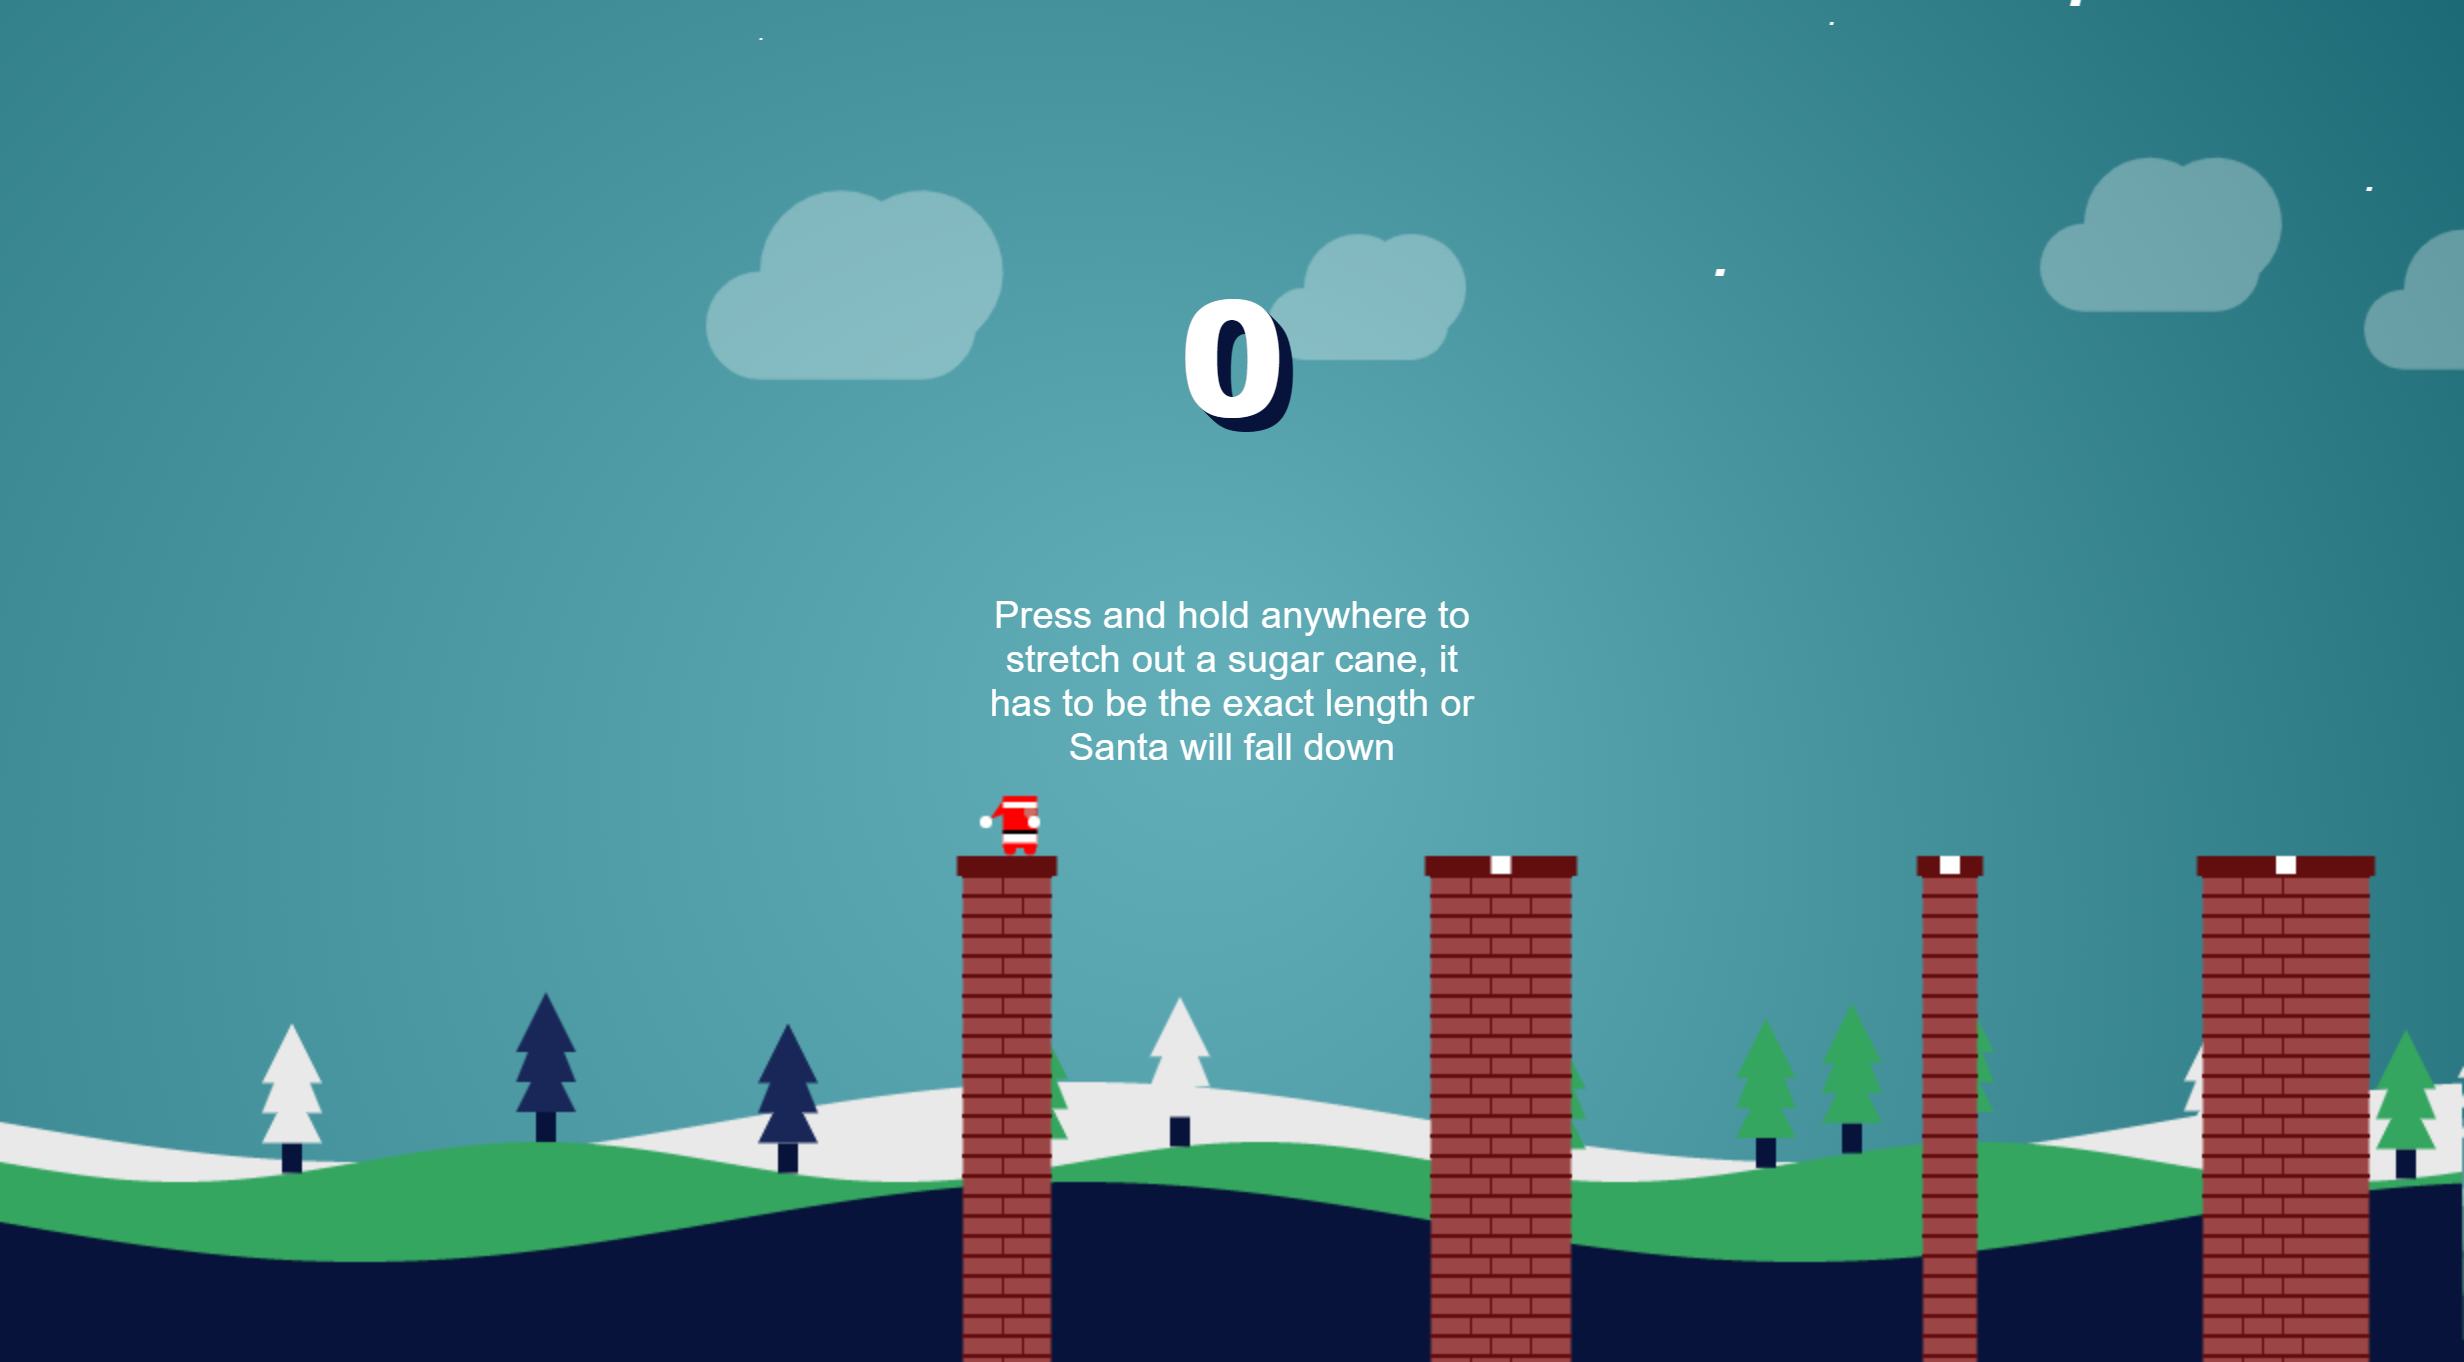 0
Press and hold anywhere to
stretch out a sugar cane, it
has to be the exact length or
Santa will fall down